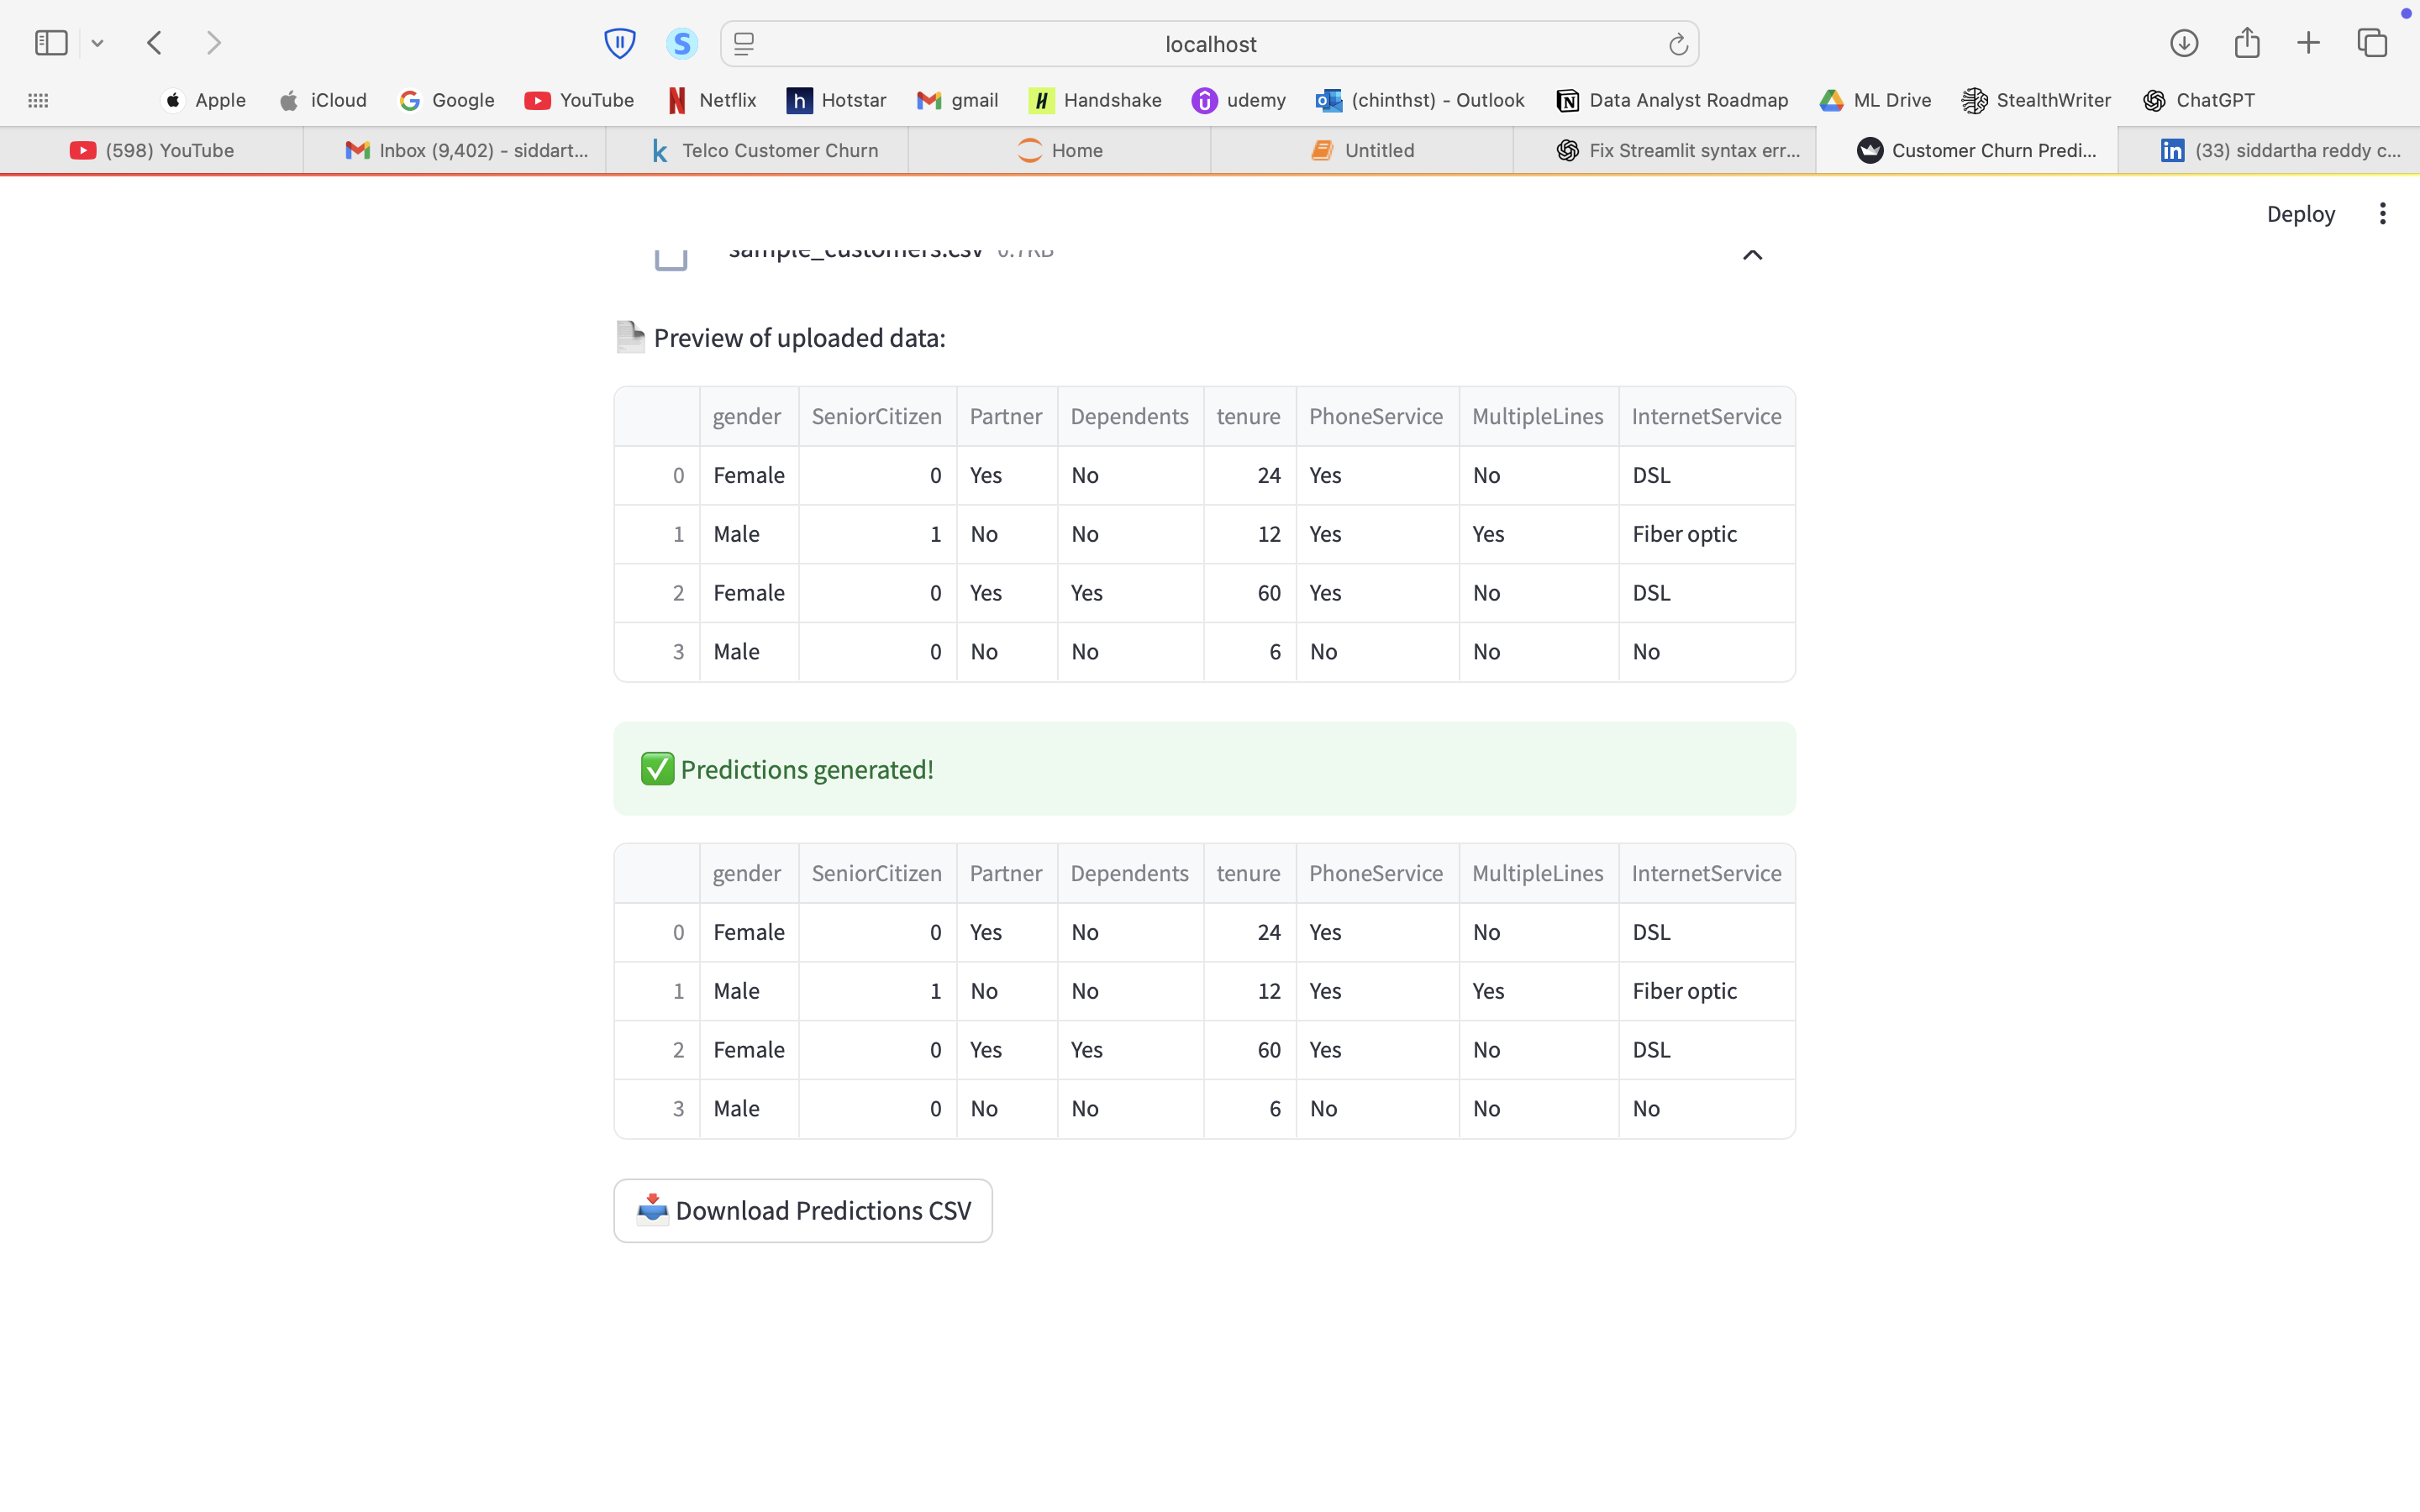 localhost
Apple iCloud Google YouTube Netflix h Hotstar gmail H Handshake udemy (chinthst) - Outlook Data Analyst Roadmap ML Drive StealthWriter ChatGPT
(598) YouTube Inbox (9,402) - siddart... k Telco Customer Churn Home Untitled Fix Streamlit syntax err... Customer Churn Predi... in (33) siddartha reddy c...
Deploy
sample_customers.csv 0.7KB
Preview of uploaded data:
gender SeniorCitizen Partner Dependents tenure PhoneService MultipleLines InternetService
0 Female 0 Yes No 24 Yes No DSL
1 Male 1 No No 12 Yes Yes Fiber optic
2 Female 0 Yes Yes 60 Yes No DSL
3 Male 0 No No 6 No No No
Predictions generated!
gender SeniorCitizen Partner Dependents tenure PhoneService MultipleLines InternetService
0 Female 0 Yes No 24 Yes No DSL
1 Male 1 No No 12 Yes Yes Fiber optic
2 Female 0 Yes Yes 60 Yes No DSL
3 Male 0 No No 6 No No No
Download Predictions CSV